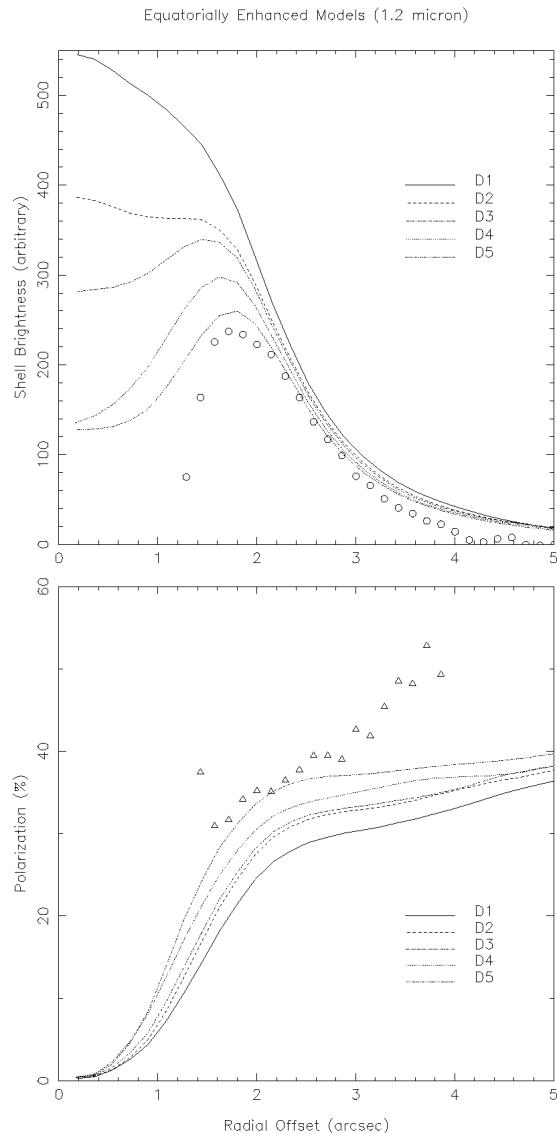 Equatorially Enhanced Models (1.2 micron)
500
400
300
200
100
0
Shell Brightness (arbitrary)
D1
D2
D3
D4
D5
0 1 2 3 4 5
60
40
20
0
Polarization (%)
D1
D2
D3
D4
D5
0 1 2 3 4 5
Radial Offset (arcsec)